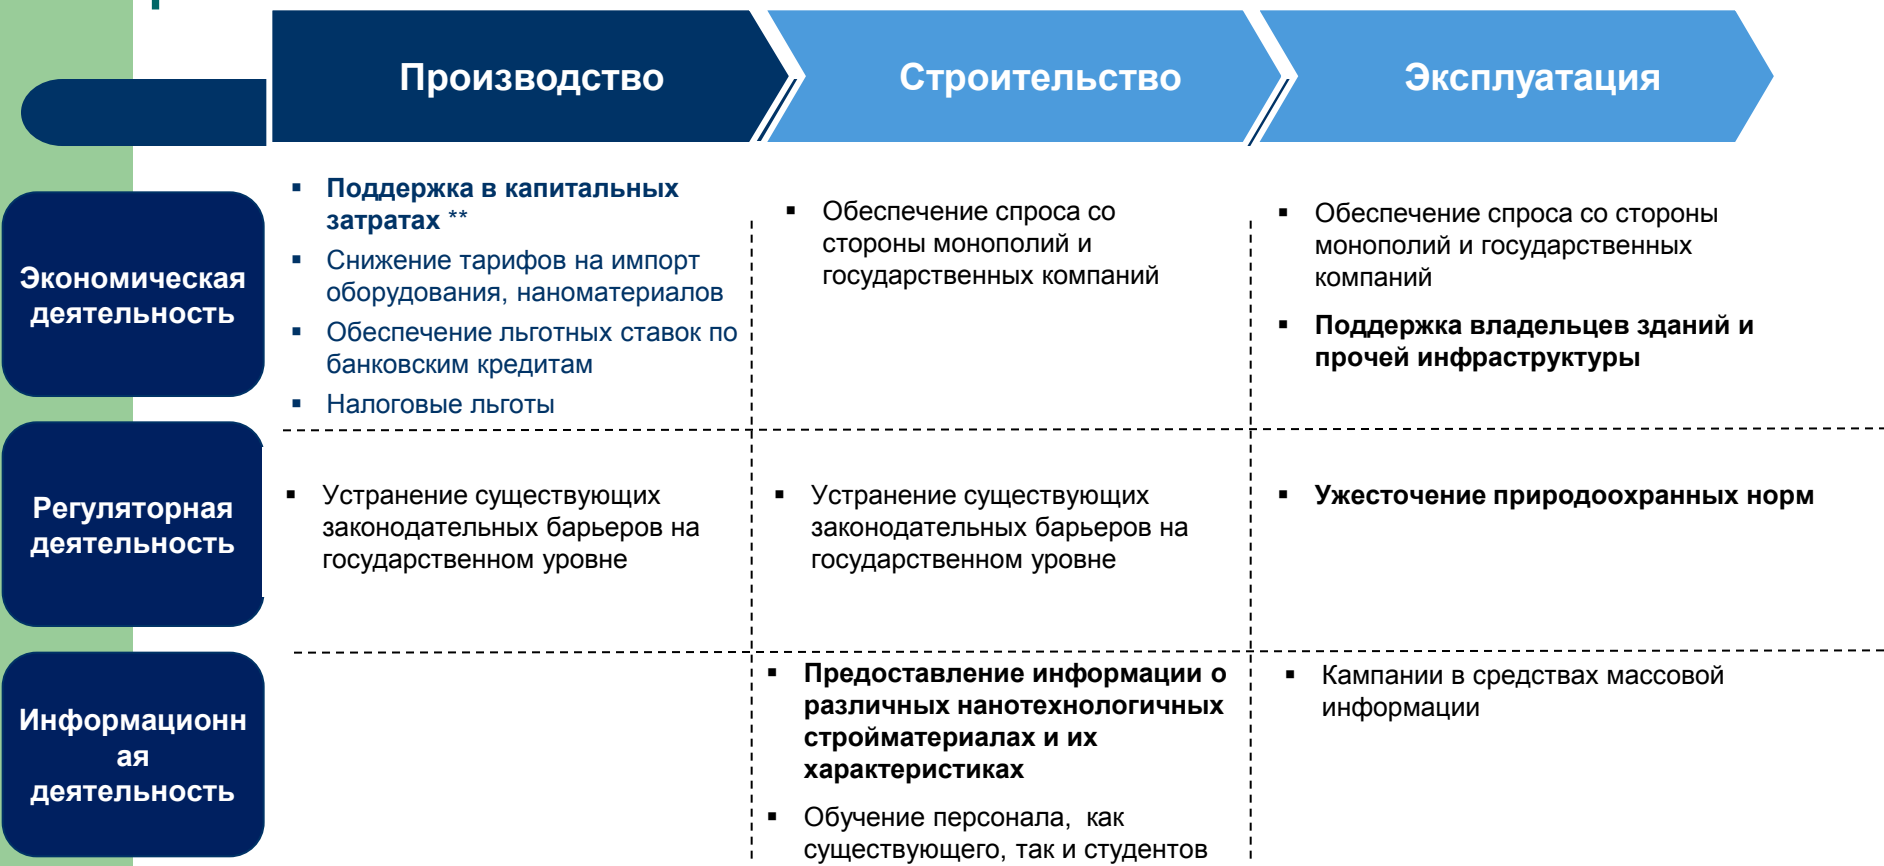 Производство
Строительство
Эксплуатация
Экономическая
деятельность
▪ Поддержка в капитальных
затратах **
▪ Снижение тарифов на импорт
оборудования, наноматериалов
▪ Обеспечение льготных ставок по
банковским кредитам
▪ Налоговые льготы
▪ Обеспечение спроса со
стороны монополий и
государственных компаний
▪ Обеспечение спроса со стороны
монополий и государственных
компаний
▪ Поддержка владельцев зданий и
прочей инфраструктуры
Регуляторная
деятельность
▪ Устранение существующих
законодательных барьеров на
государственном уровне
▪ Устранение существующих
законодательных барьеров на
государственном уровне
▪ Ужесточение природоохранных норм
Информационн
ая
деятельность
▪ Предоставление информации о
различных нанотехнологичных
стройматериалах и их
характеристиках
▪ Обучение персонала, как
существующего, так и студентов
▪ Кампании в средствах массовой
информации